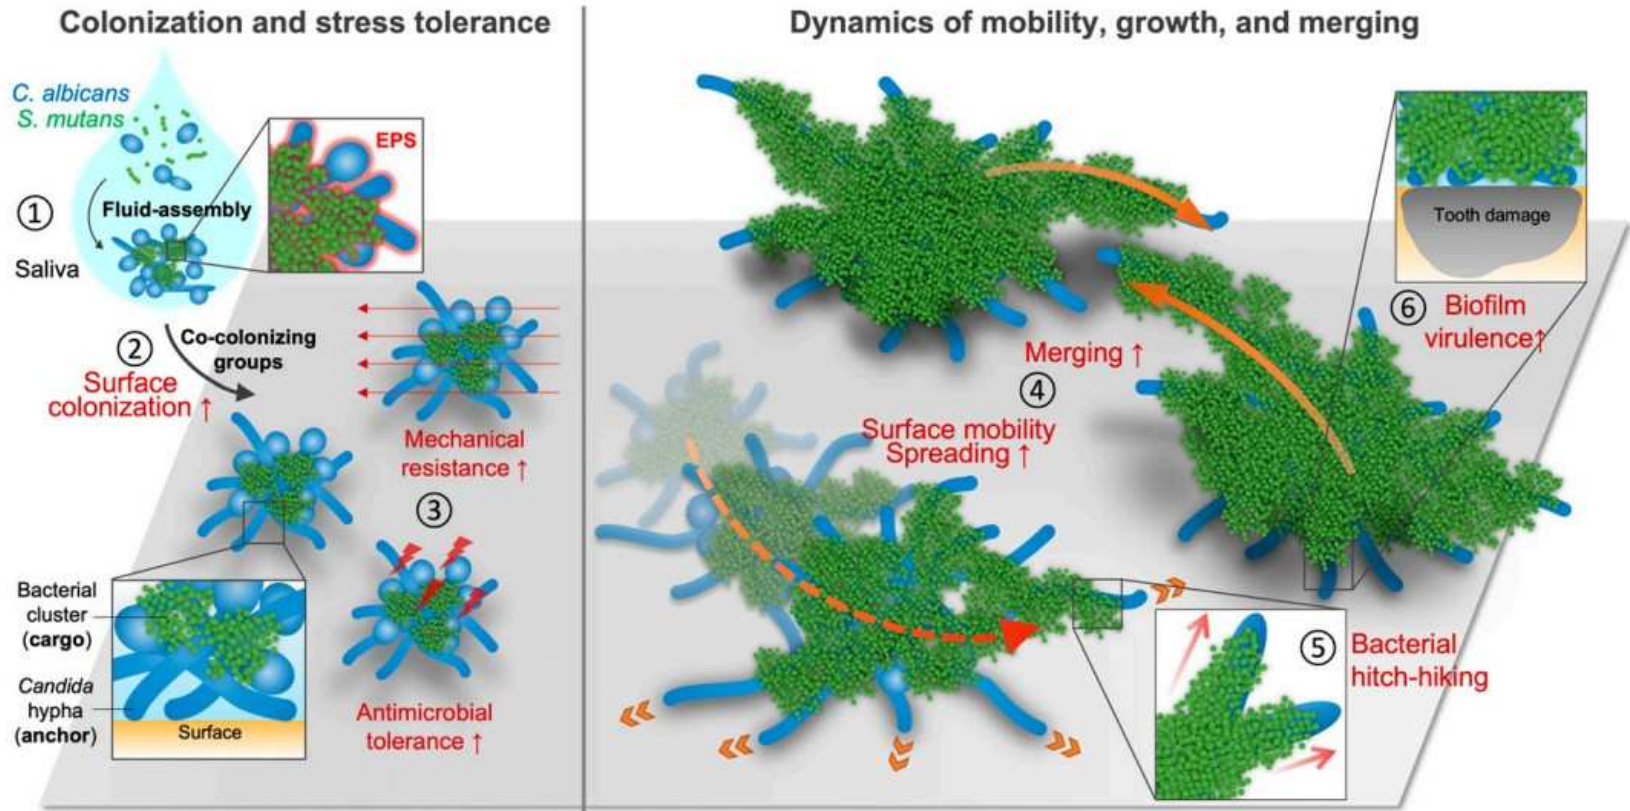 Colonization and stress tolerance
Dynamics of mobility, growth, and merging
C. albicans
S. mutans
EPS
①
Fluid-assembly
Saliva
②
Co-colonizing
groups
Surface
colonization ↑
Mechanical
resistance ↑
③
Antimicrobial
tolerance ↑
Bacterial
cluster
(cargo)
Candida
hypha
(anchor)
Surface
Merging ↑
④
Surface mobility
Spreading ↑
⑤
Bacterial
hitch-hiking
Tooth damage
⑥
Biofilm
virulence↑